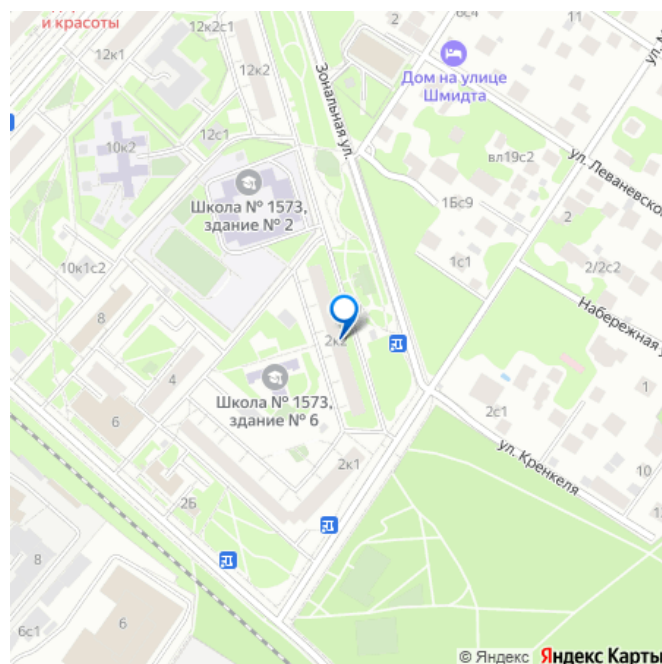 и красоты
12к1
12к2с1
12к2
2
6с4
11
Дом на улице
Шмидта
Зональная ул.
12с1
10к2
Школа № 1573,
здание № 2
вл19с2
ул. Леваневско
1Бс9
2
1с1
2/2с2
Набережная
10к1с2
8
2к2
4
Школа № 1573,
здание № 6
1
6
2с1
ул. Кренкеля
10
2к1
2Б
8
6
6с1
© Яндекс Яндекс Карты